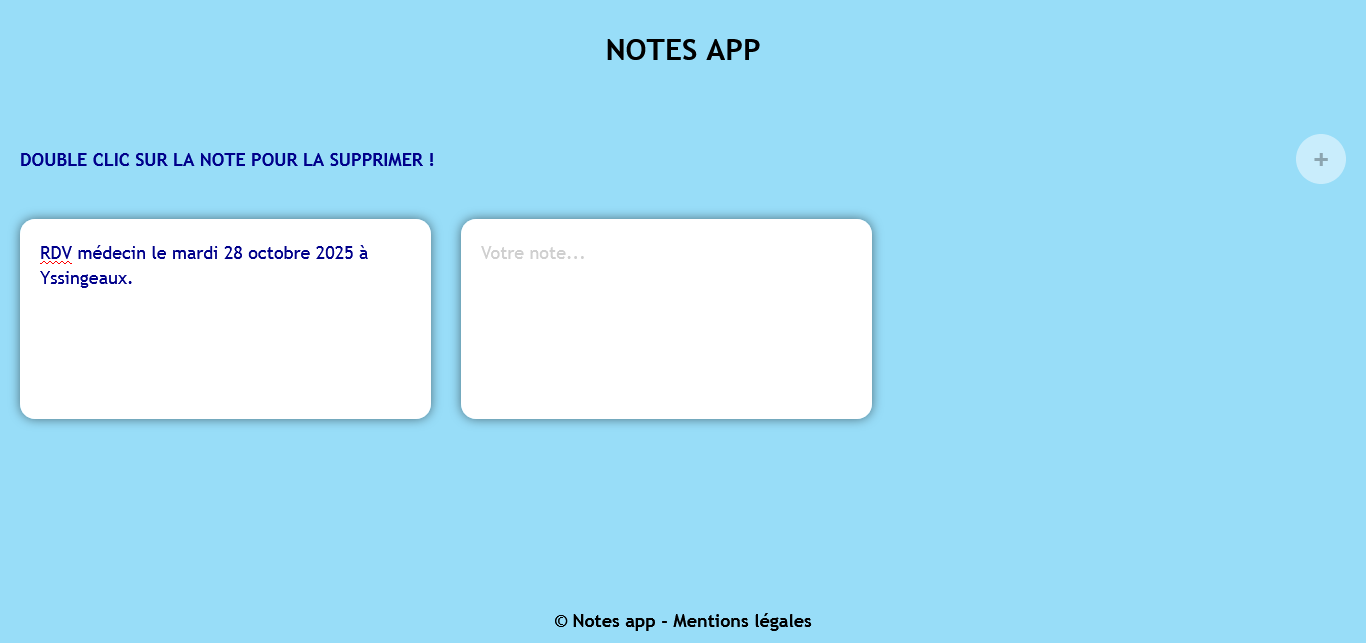 NOTES APP
DOUBLE CLIC SUR LA NOTE POUR LA SUPPRIMER !
+
RDV médecin le mardi 28 octobre 2025 à
Yssingeaux.
Votre note...
© Notes app - Mentions légales